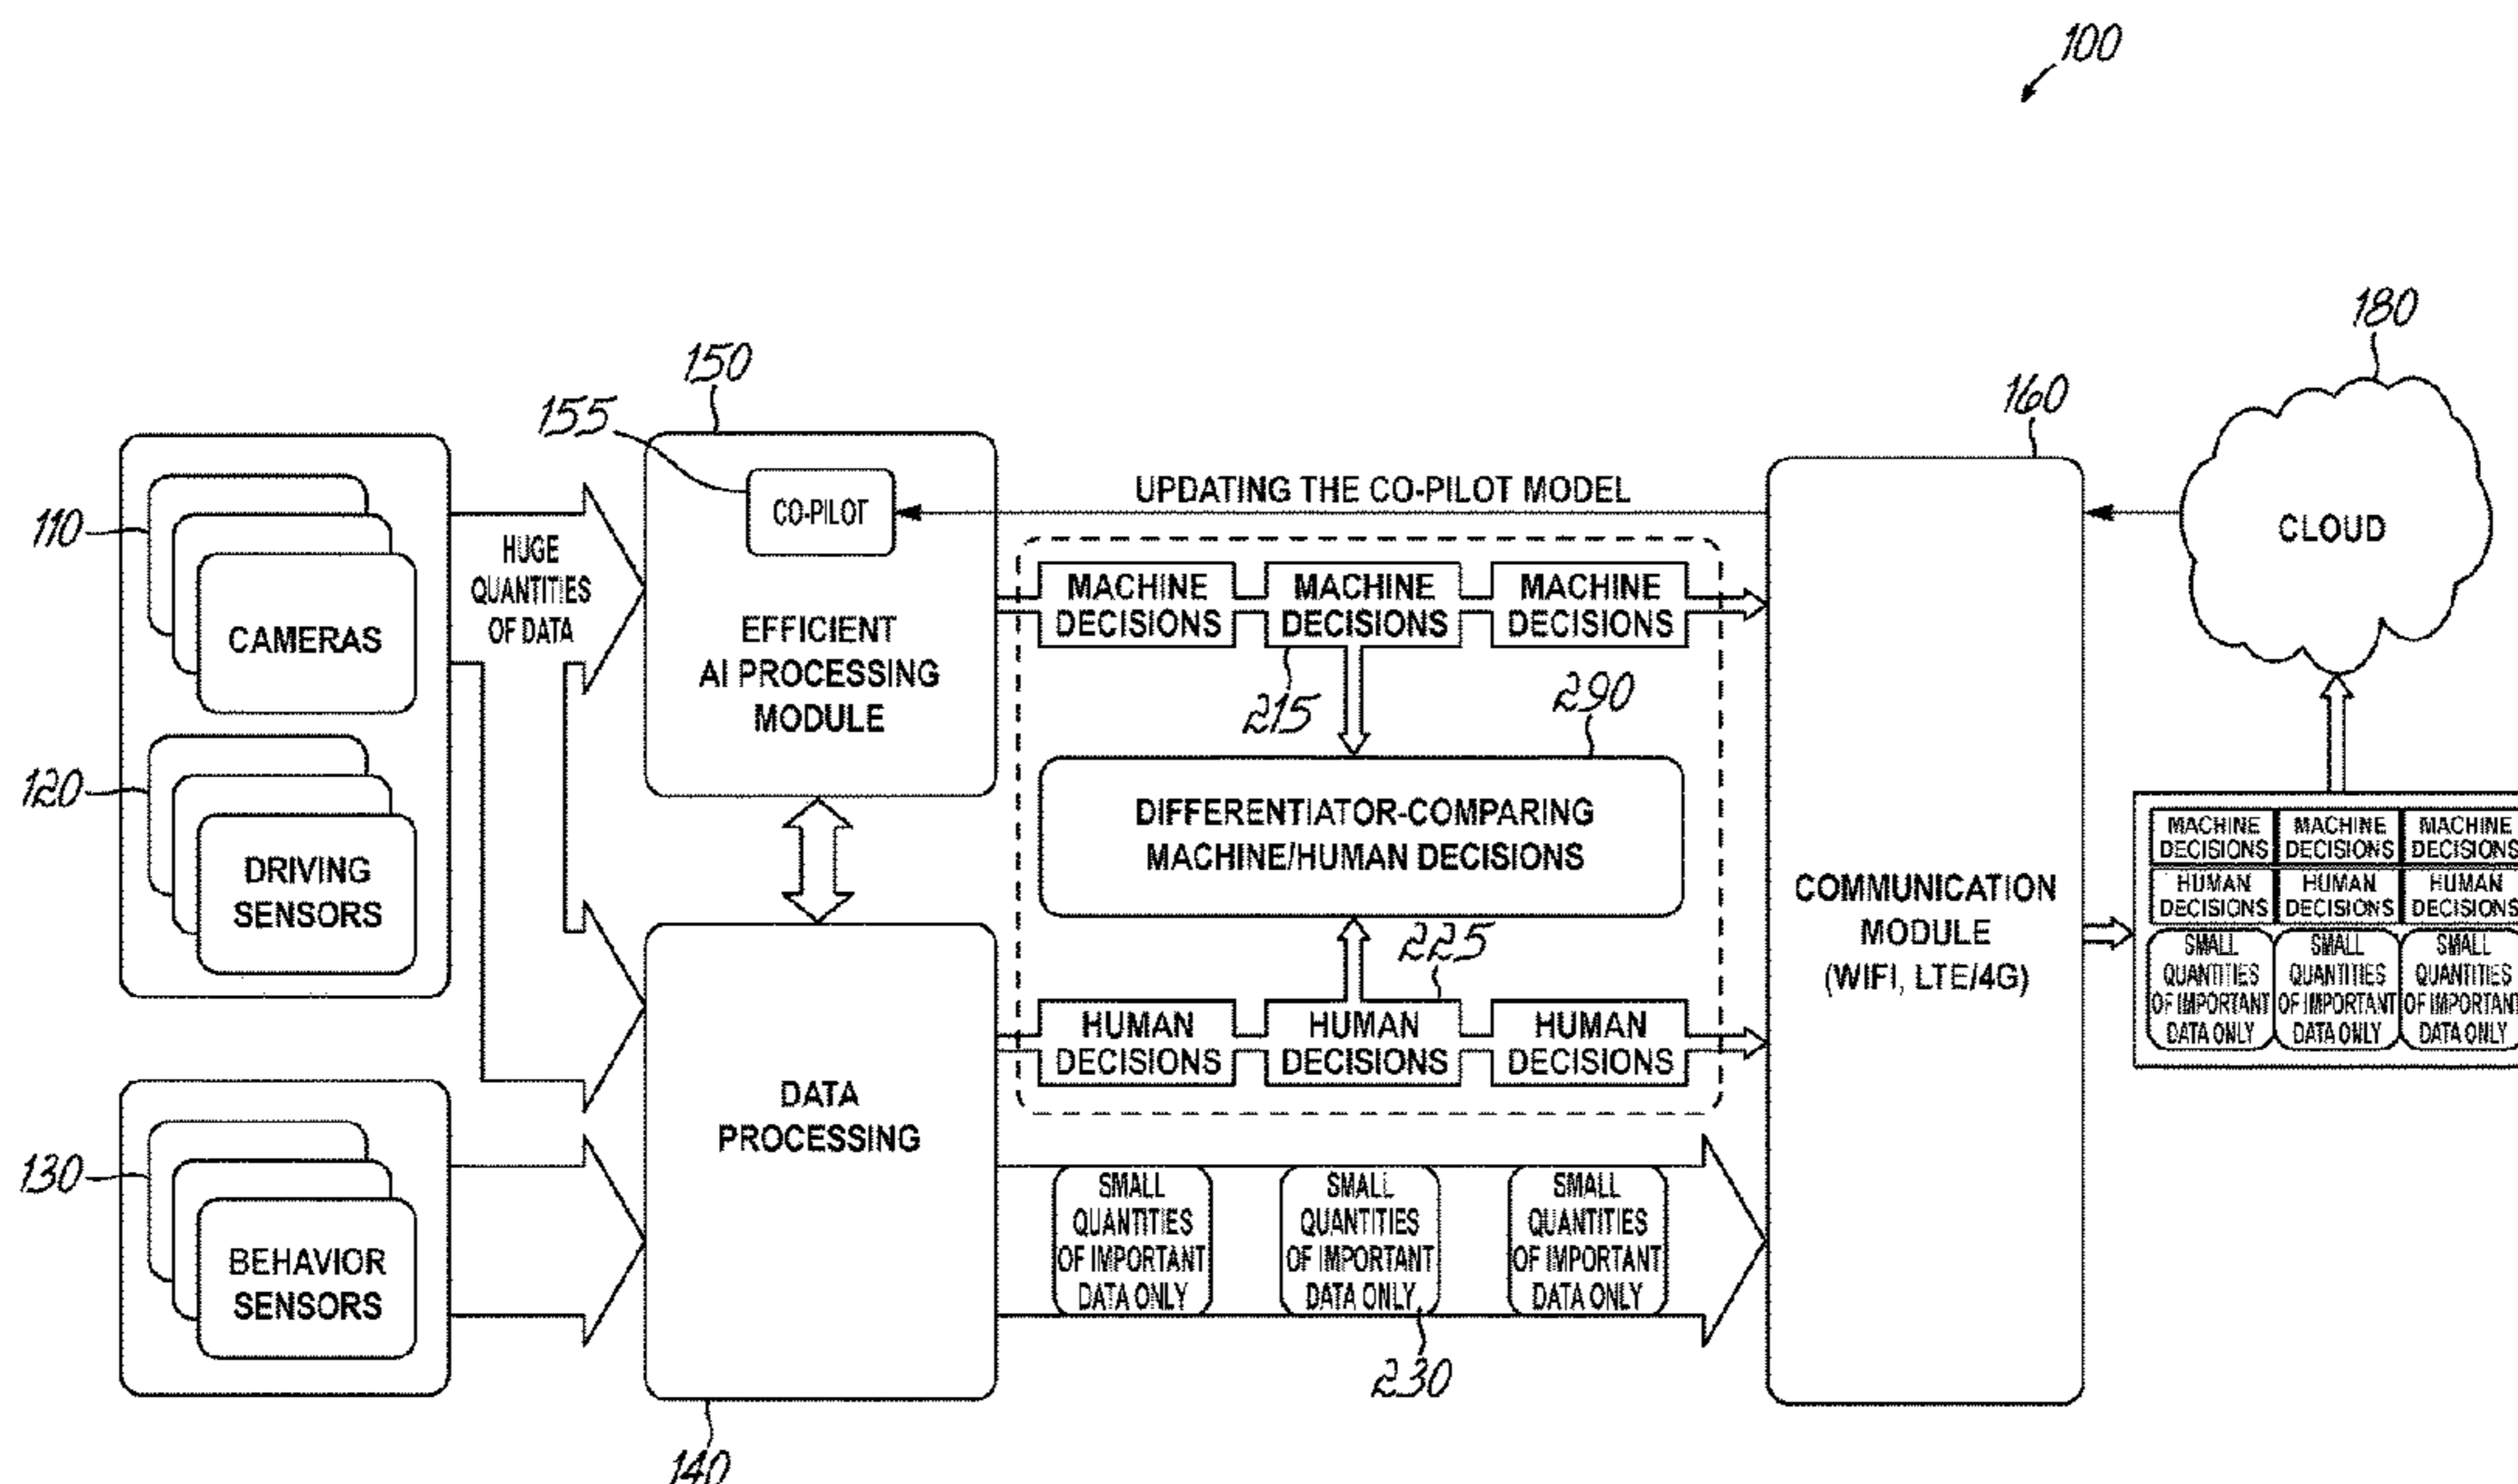 100
180
150
155
160
110
CAMERAS
HUGE
QUANTITIES
OF DATA
CO-PILOT
EFFICIENT
AI PROCESSING
MODULE
UPDATING THE CO-PILOT MODEL
CLOUD
MACHINE
DECISIONS
MACHINE
DECISIONS
MACHINE
DECISIONS
215
290
120
DRIVING
SENSORS
DIFFERENTIATOR-COMPARING
MACHINE/HUMAN DECISIONS
225
HUMAN
DECISIONS
HUMAN
DECISIONS
HUMAN
DECISIONS
COMMUNICATION
MODULE
(WIFI, LTE/4G)
MACHINE
DECISIONS
MACHINE
DECISIONS
MACHINE
DECISIONS
HUMAN
DECISIONS
HUMAN
DECISIONS
HUMAN
DECISIONS
SMALL
QUANTITIES
OF IMPORTANT
DATA ONLY
SMALL
QUANTITIES
OF IMPORTANT
DATA ONLY
SMALL
QUANTITIES
OF IMPORTANT
DATA ONLY
130
BEHAVIOR
SENSORS
DATA
PROCESSING
SMALL
QUANTITIES
OF IMPORTANT
DATA ONLY
SMALL
QUANTITIES
OF IMPORTANT
DATA ONLY
SMALL
QUANTITIES
OF IMPORTANT
DATA ONLY
230
140